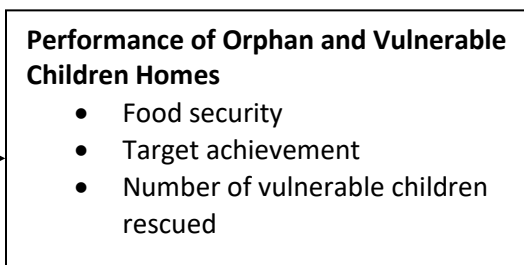 Performance of Orphan and Vulnerable
Children Homes
• Food security
• Target achievement
• Number of vulnerable children
rescued